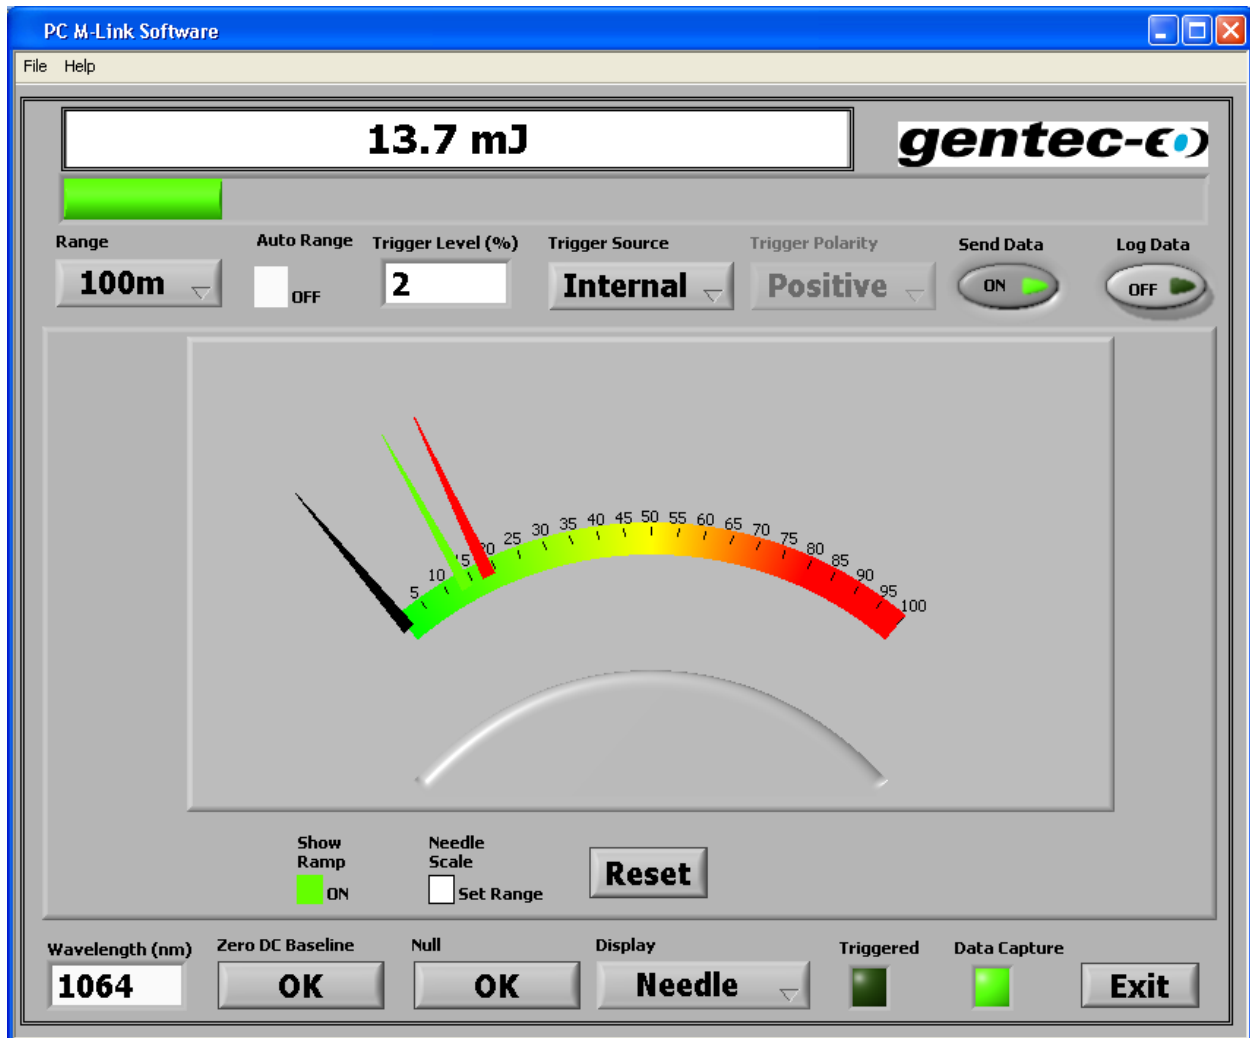 PC M-Link Software
File Help
13.7 mJ
gentec-EO
Range
Auto Range
Trigger Level (%)
Trigger Source
Trigger Polarity
Send Data
Log Data
100m
OFF
2
Internal
Positive
ON
OFF
5 10 15 20 25 30 35 40 45 50 55 60 65 70 75 80 85 90 95 100
Show
Ramp
ON
Needle
Scale
Set Range
Reset
Wavelength (nm)
Zero DC Baseline
Null
Display
Triggered
Data Capture
1064
OK
OK
Needle
Exit